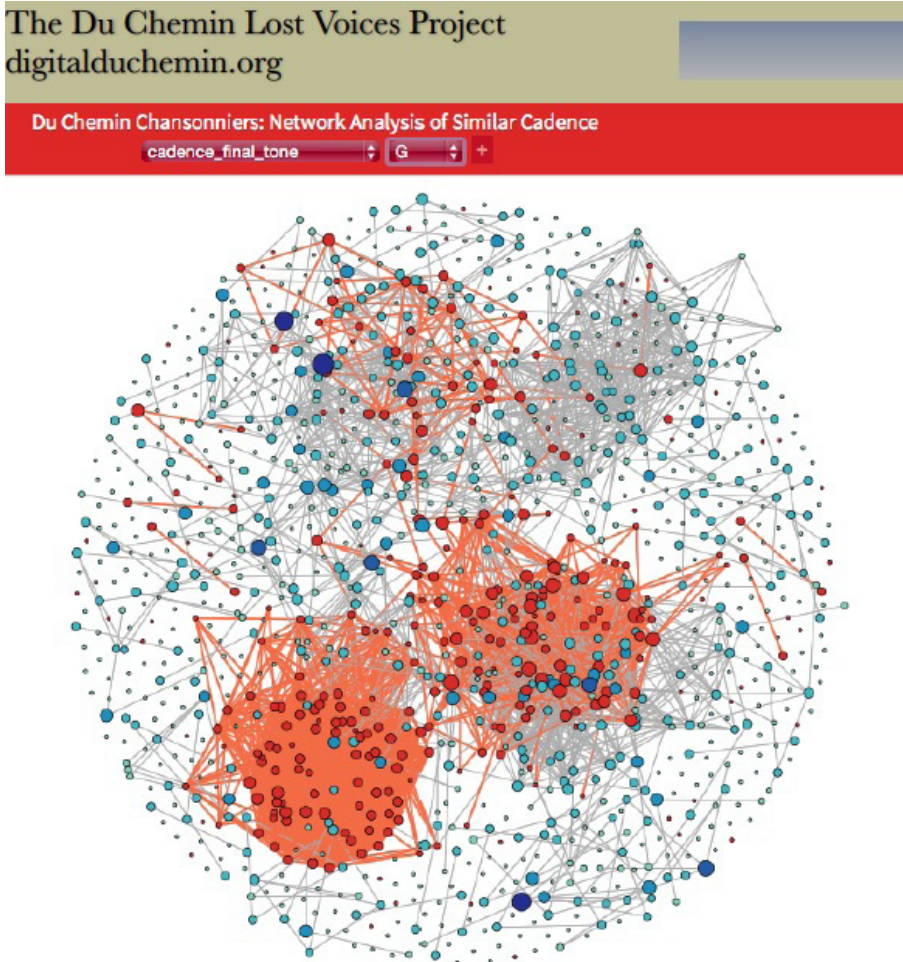 The Du Chemin Lost Voices Project
digitalduchemin.org
Du Chemin Chansonniers: Network Analysis of Similar Cadence
cadence_final_tone G +